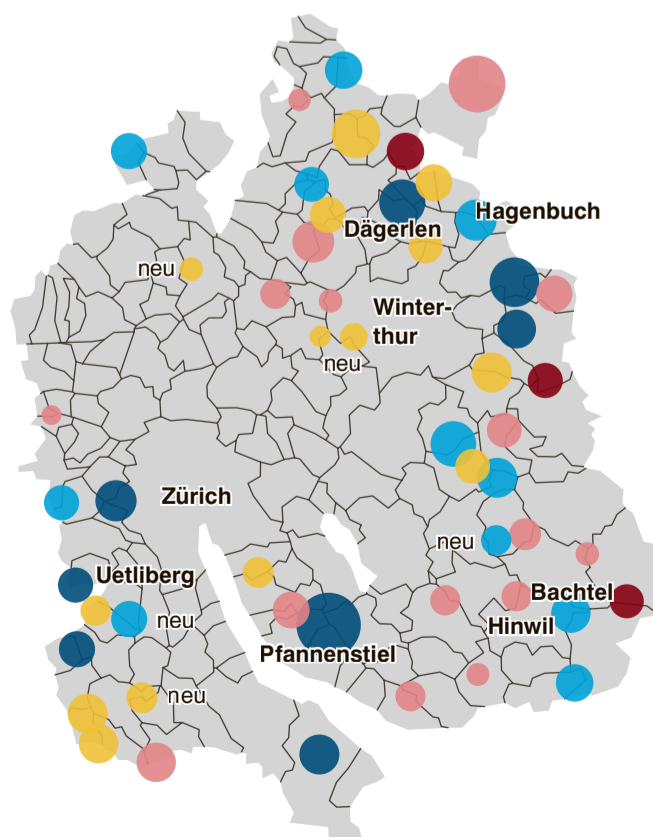 Hagenbuch
Dägerlen
neu
Winter-
thur
neu
Zürich
neu
Uetliberg
Bachtel
neu
Hinwil
Pfannenstiel
neu